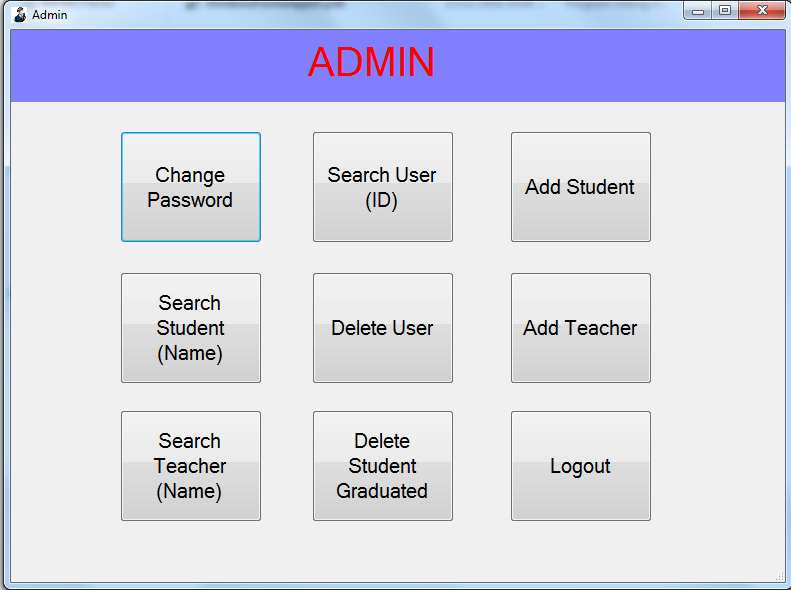 Admin
ADMIN
Change
Password
Search User
(ID)
Add Student
Search
Student
(Name)
Delete User
Add Teacher
Search
Teacher
(Name)
Delete
Student
Graduated
Logout